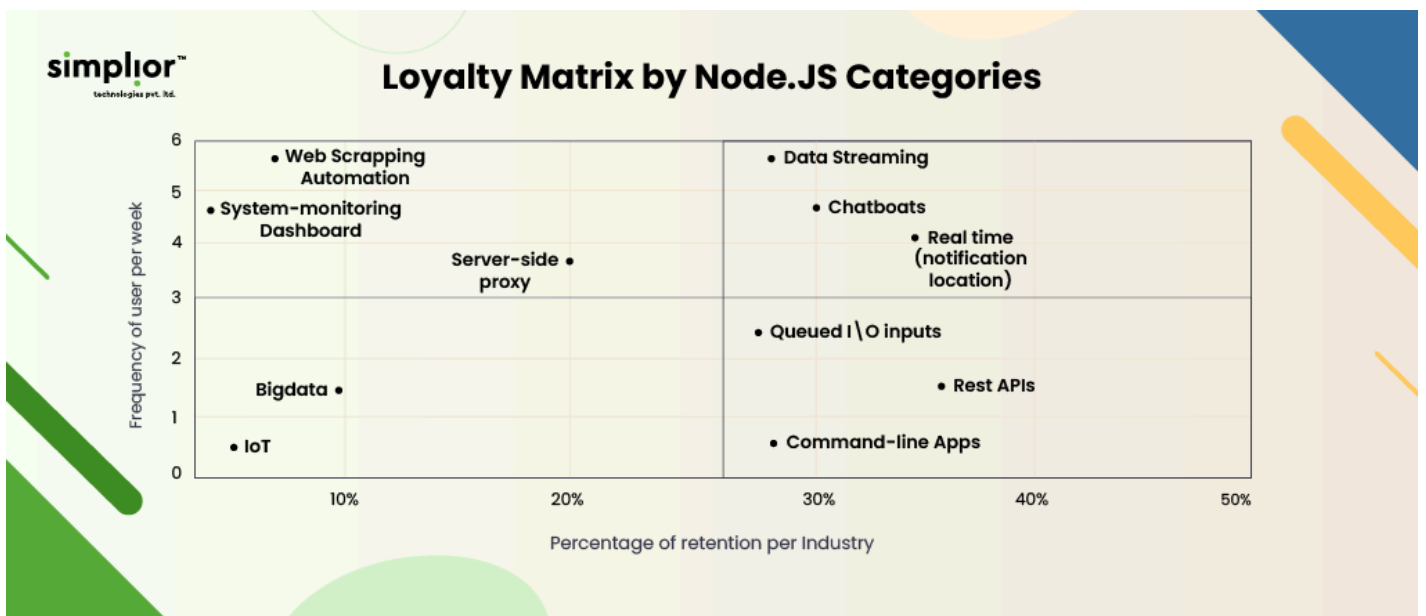 simplior™
technologies pvt. ltd.
Loyalty Matrix by Node.JS Categories
Frequency of user per week
6
5
4
3
2
1
0
Web Scrapping
Automation
System-monitoring
Dashboard
Server-side
proxy
Bigdata
IoT
Data Streaming
Chatboats
Real time
(notification
location)
Queued I\O inputs
Rest APIs
Command-line Apps
10%
20%
30%
40%
50%
Percentage of retention per Industry